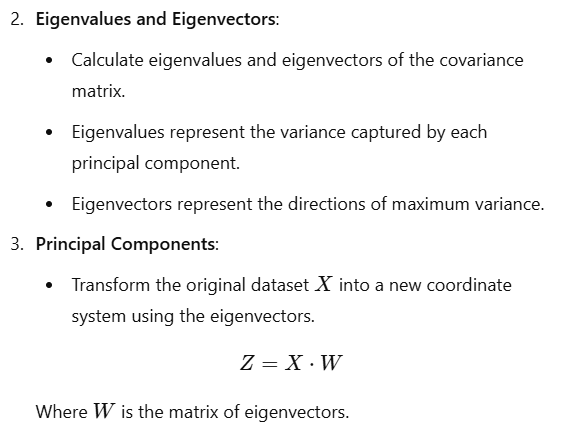 2. Eigenvalues and Eigenvectors:
• Calculate eigenvalues and eigenvectors of the covariance
matrix.
• Eigenvalues represent the variance captured by each
principal component.
• Eigenvectors represent the directions of maximum variance.
3. Principal Components:
• Transform the original dataset X into a new coordinate
system using the eigenvectors.
Z = X · W
Where W is the matrix of eigenvectors.